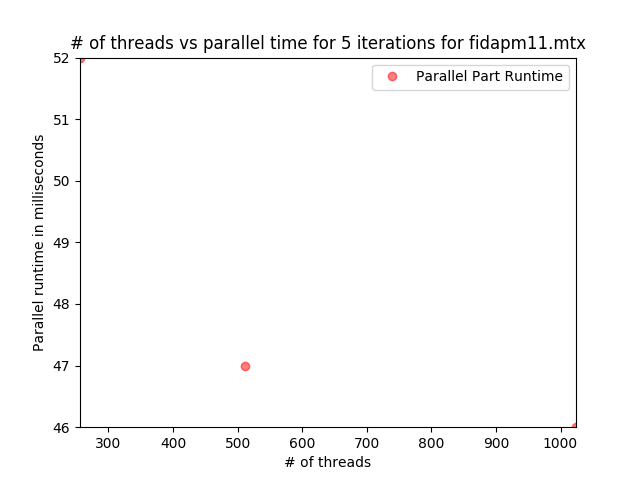 # of threads vs parallel time for 5 iterations for fidapm11.mtx
Parallel Part Runtime
Parallel runtime in milliseconds
52
51
50
49
48
47
46
300 400 500 600 700 800 900 1000
# of threads